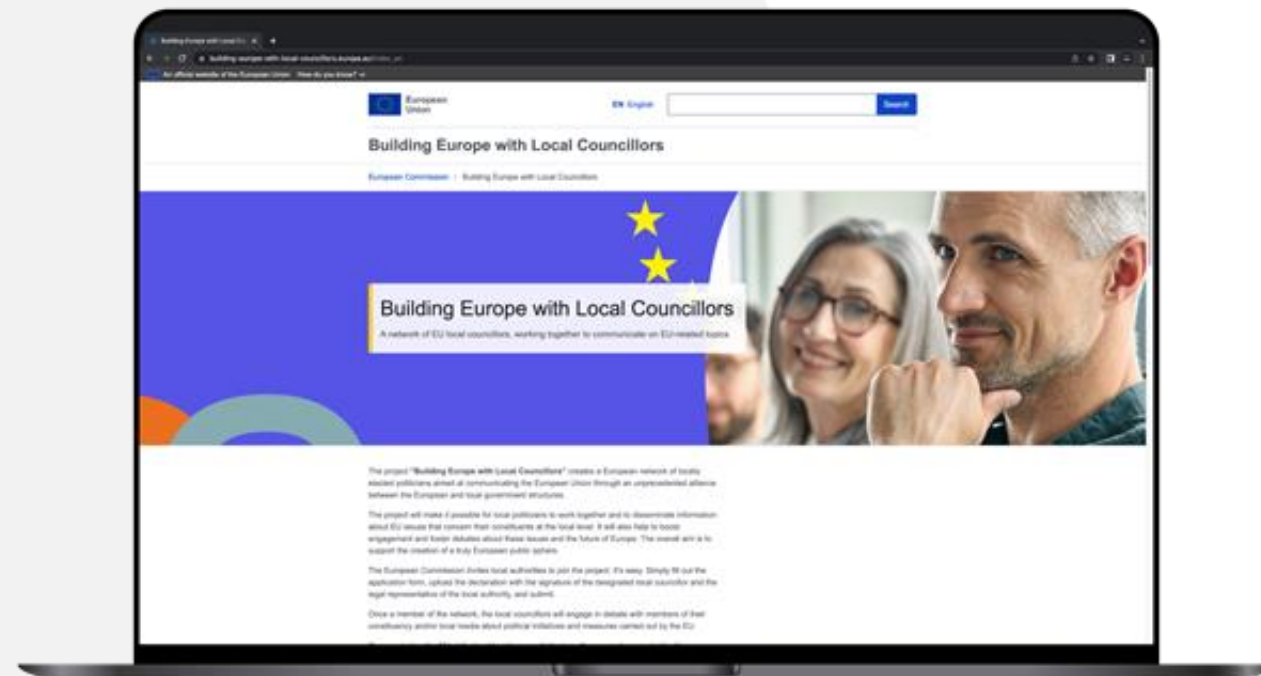 Building Europe with Local Co
building-europe-with-local-councillors.europa.eu/index_en
An official website of the European Union How do you know?
European
Union
EN English
Search
Building Europe with Local Councillors
European Commission Building Europe with Local Councillors
Building Europe with Local Councillors
A network of EU local councillors, working together to communicate on EU-related topics
The project "Building Europe with Local Councillors" creates a European network of locally
elected politicians aimed at communicating the European Union through an unprecedented alliance
between the European and local government structures.
The project will make it possible for local politicians to work together and to disseminate information
about EU issues that concern their constituents at the local level. It will also help to boost
engagement and foster debates about these issues and the future of Europe. The overall aim is to
support the creation of a truly European public sphere.
The European Commission invites local authorities to join the project. It's easy. Simply fill out the
application form, upload the declaration with the signature of the designated local councillor and the
legal representative of the local authority, and submit.
Once a member of the network, the local councillors will engage in debate with members of their
constituency and/or local media about political initiatives and measures carried out by the EU.